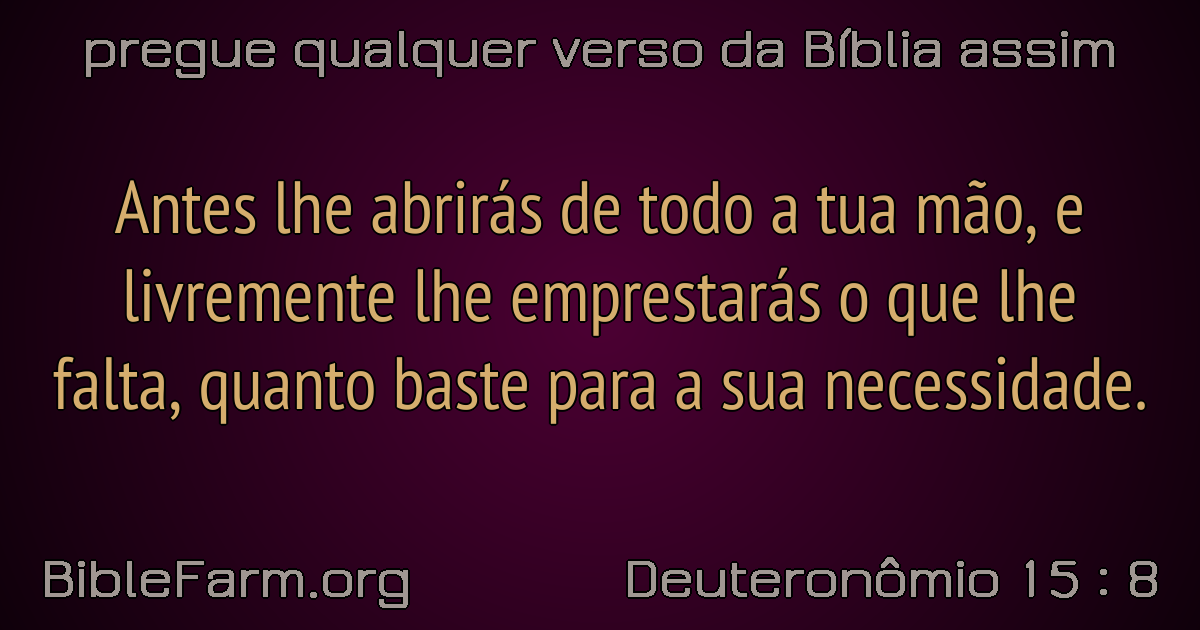 pregue qualquer verso da Bíblia assim
Antes lhe abrirás de todo a tua mão, e
livremente lhe emprestarás o que lhe
falta, quanto baste para a sua necessidade.
BibleFarm.org
Deuteronômio 15 : 8